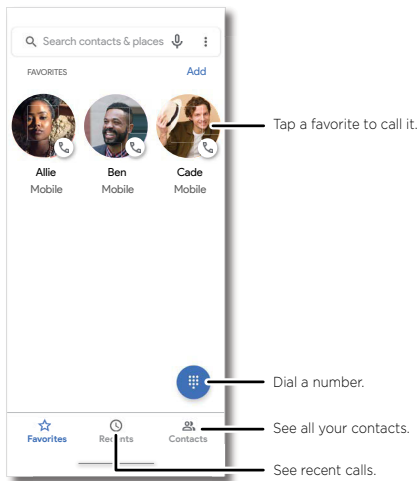 Search contacts & places
FAVORITES Add
Tap a favorite to call it.
Allie Ben Cade
Mobile Mobile Mobile
Dial a number.
See all your contacts.
Favorites Recents Contacts
See recent calls.